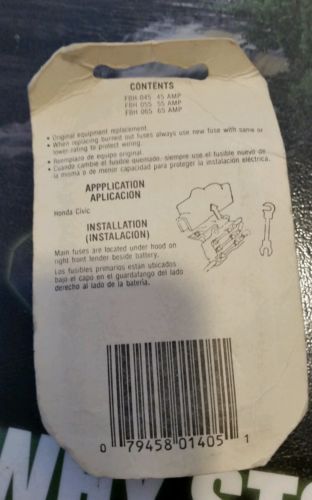 CONTENTS
FBH 045 45 AMP
FBH 055 55 AMP
FBH 065 65 AMP
• Original equipment replacement.
• When replacing burned out fuses always use new fuse with same or
lower rating to protect wiring.
• Reemplazo de equipo original.
• Cuando cambie el fusible quemado, siempre use el fusible nuevo de
la misma o de menor capacidad para proteger la instalación eléctrica.
APPPLICATION
APLICACION
Honda Civic
INSTALLATION
(INSTALACIÓN)
Main fuses are located under hood on
right front fender beside battery.
Los fusibles primarios están ubicados
bajo el capo en el guardafango del lado
derecho al lado de la batería.
0 79458 01405 1
WHY STO